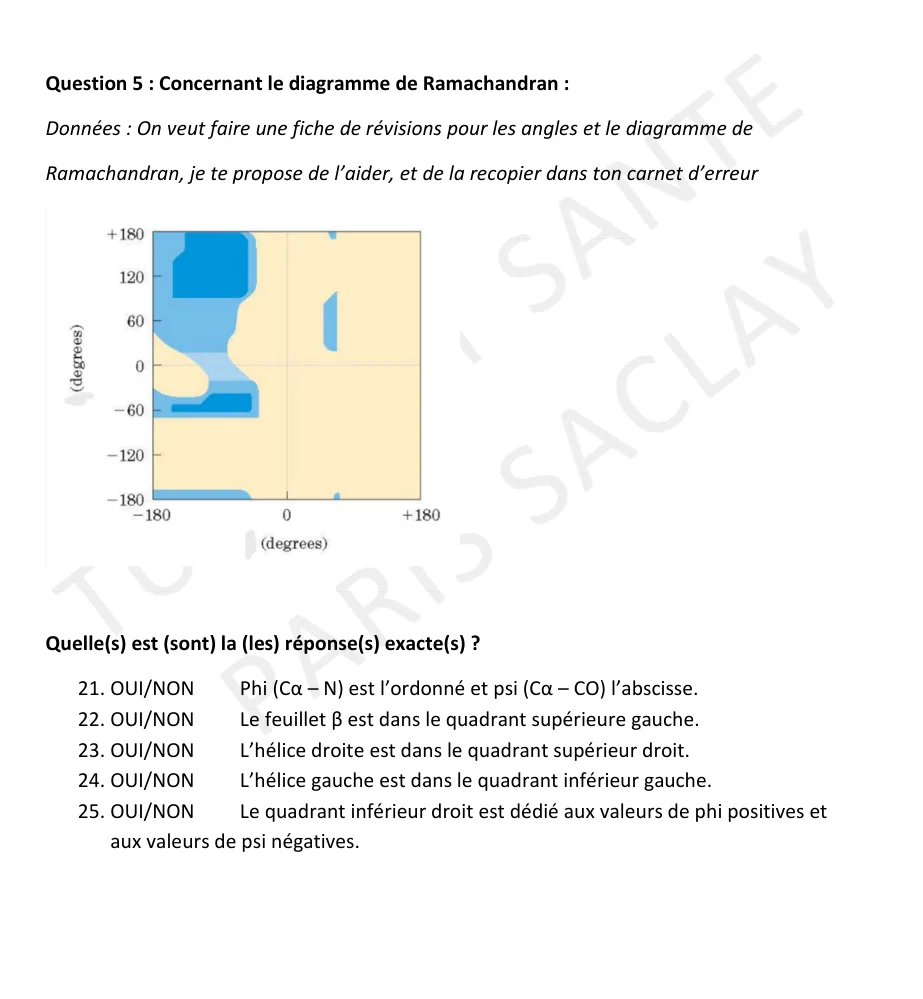 Question 5 : Concernant le diagramme de Ramachandran :
Données : On veut faire une fiche de révisions pour les angles et le diagramme de
Ramachandran, je te propose de l’aider, et de la recopier dans ton carnet d’erreur
+180
120
60
0
−60
−120
−180
(degrees)
−180 0 +180
(degrees)
SANTE
PARIS SACLAY
Quelle(s) est (sont) la (les) réponse(s) exacte(s) ?
21. OUI/NON Phi (Cα – N) est l’ordonné et psi (Cα – CO) l’abscisse.
22. OUI/NON Le feuillet β est dans le quadrant supérieure gauche.
23. OUI/NON L’hélice droite est dans le quadrant supérieur droit.
24. OUI/NON L’hélice gauche est dans le quadrant inférieur gauche.
25. OUI/NON Le quadrant inférieur droit est dédié aux valeurs de phi positives et
aux valeurs de psi négatives.